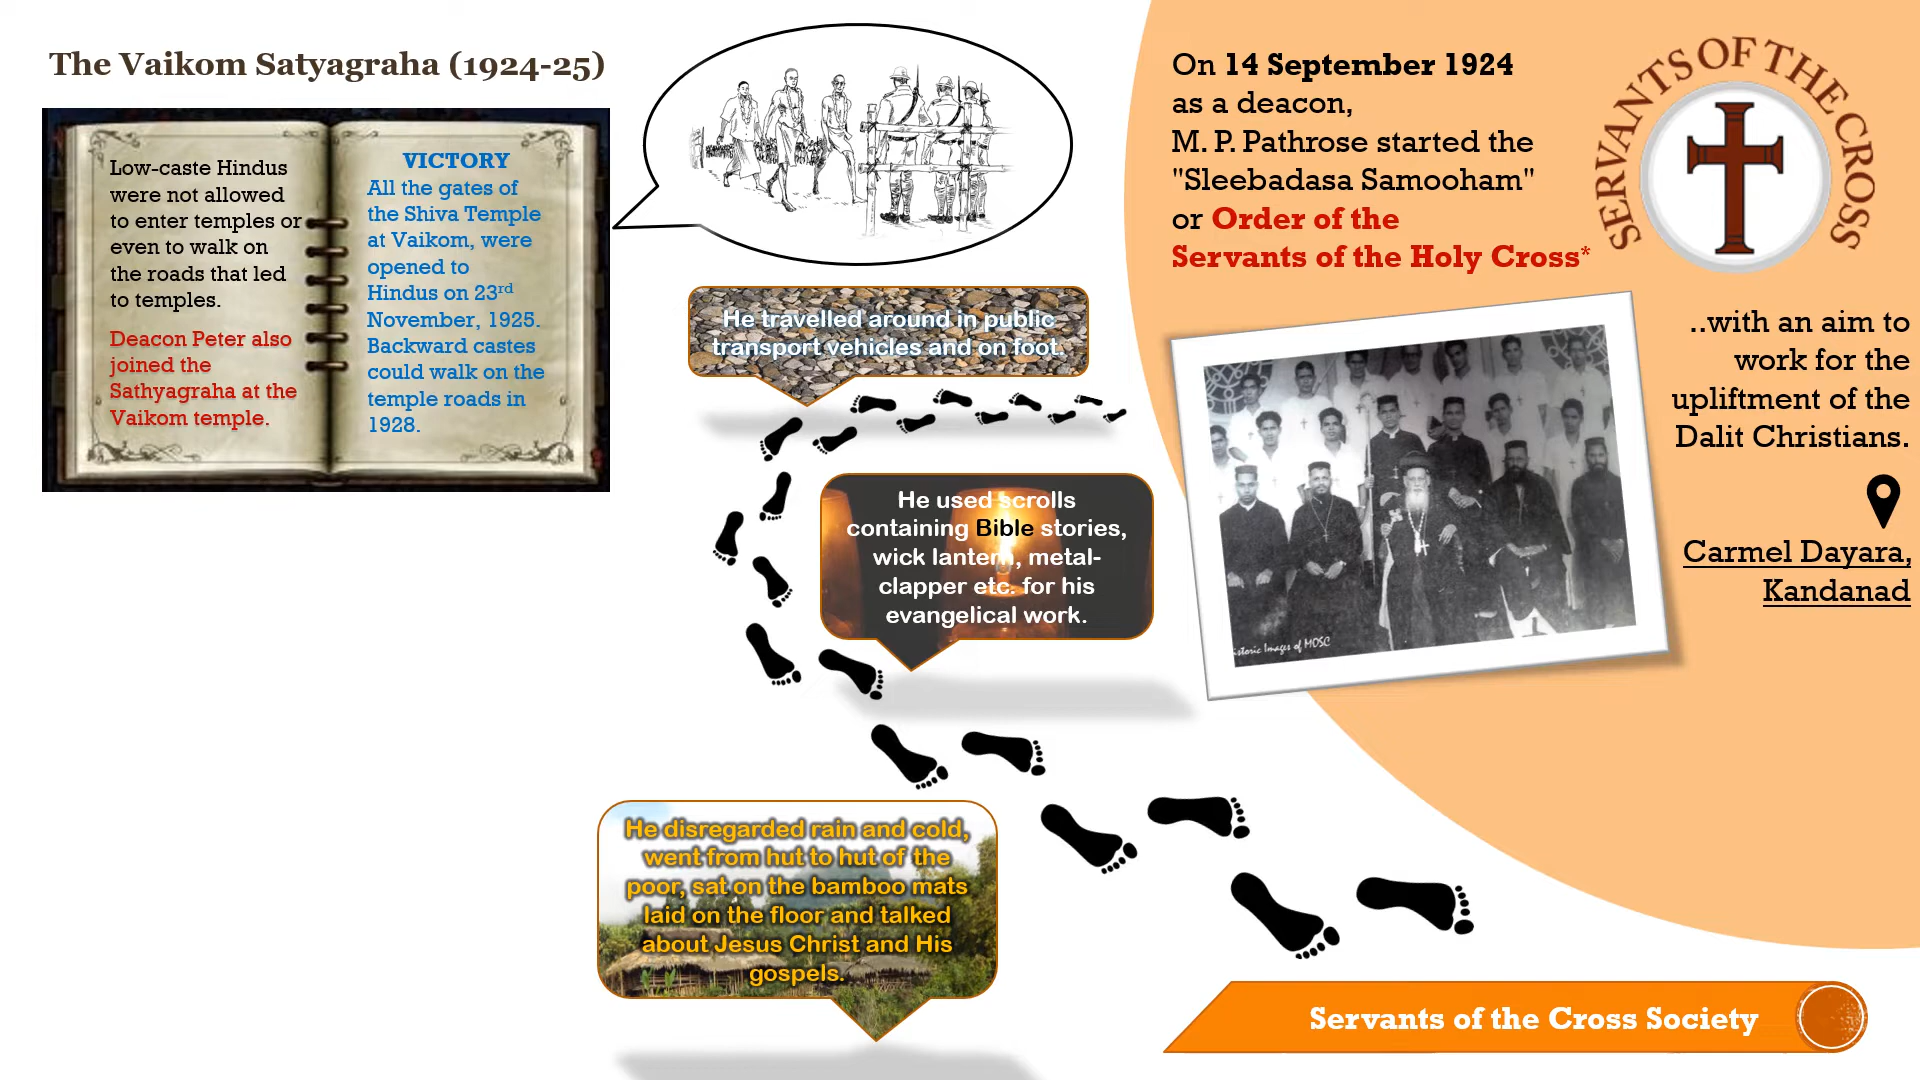 The Vaikom Satyagraha (1924-25)
Low-caste Hindus
were not allowed
to enter temples or
even to walk on
the roads that led
to temples.
Deacon Peter also
joined the
Sathyagraha at the
Vaikom temple.
VICTORY
All the gates of
the Shiva Temple
at Vaikom, were
opened to
Hindus on 23rd
November, 1925.
Backward castes
could walk on the
temple roads in
1928.
He travelled around in public
transport vehicles and on foot.
He used scrolls
containing Bible stories,
wick lantern, metal-
clapper etc. for his
evangelical work.
He disregarded rain and cold,
went from hut to hut of the
poor, sat on the bamboo mats
laid on the floor and talked
about Jesus Christ and His
gospels.
On 14 September 1924
as a deacon,
M. P. Pathrose started the
"Sleebadasa Samooham"
or Order of the
Servants of the Holy Cross*
SERVANTS OF THE CROSS
..with an aim to
work for the
upliftment of the
Dalit Christians.
Carmel Dayara,
Kandanad
istoric Images of MOSC
Servants of the Cross Society